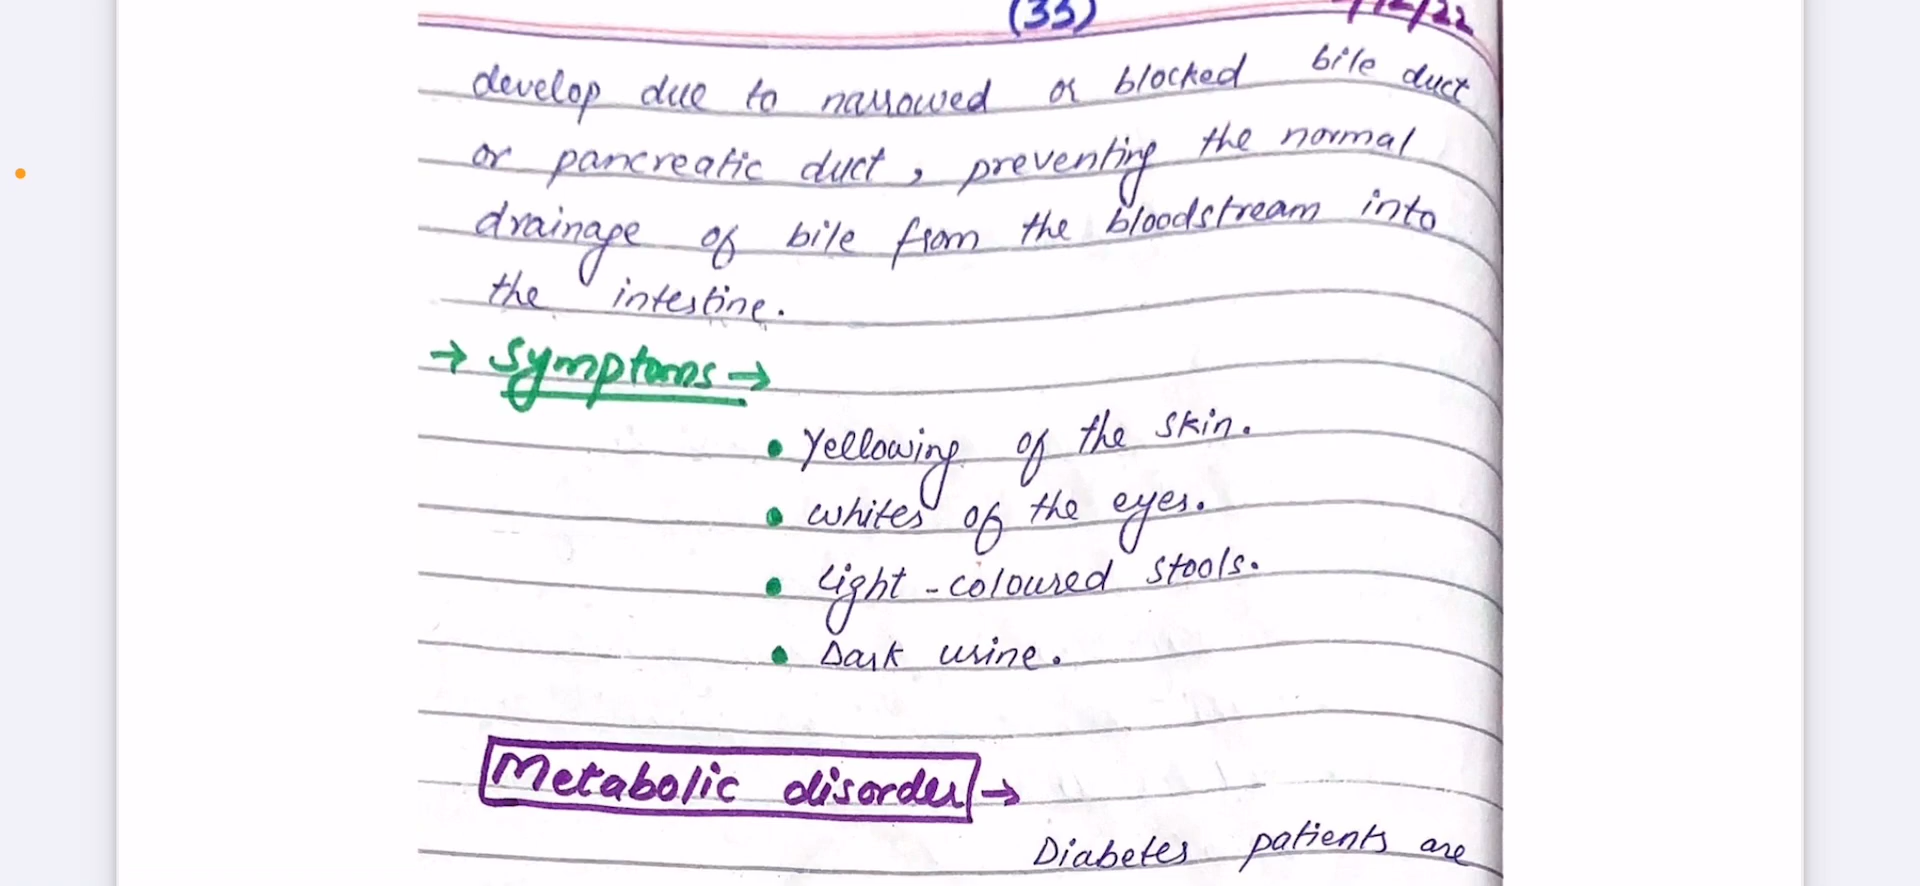 (33)
develop due to narrowed or blocked bile duct
or pancreatic duct, preventing the normal
drainage of bile from the bloodstream into
the intestine.
→ Symptoms →
• Yellowing of the skin.
• whites of the eyes.
• Light-coloured stools.
• Dark urine.
Metabolic disorder →
Diabetes patients are